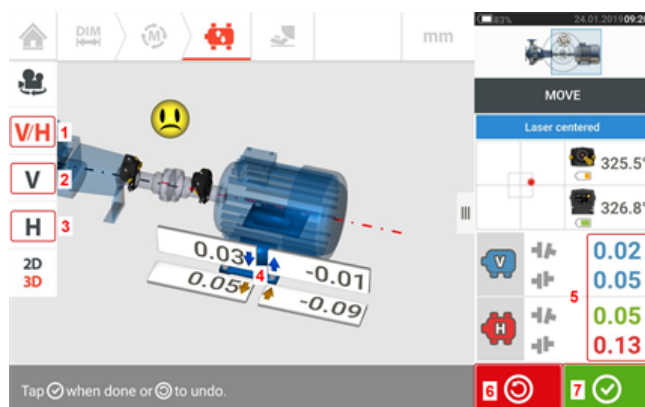 DIM
M
mm
83%
24.01.2019 09:20
MOVE
Laser centered
325.5°
326.8°
V/H 1
V 2
H 3
2D
3D
0.03
-0.01
4
0.05
-0.09
V
0.02
0.05
5
H
0.05
0.13
Tap when done or to undo.
6
7